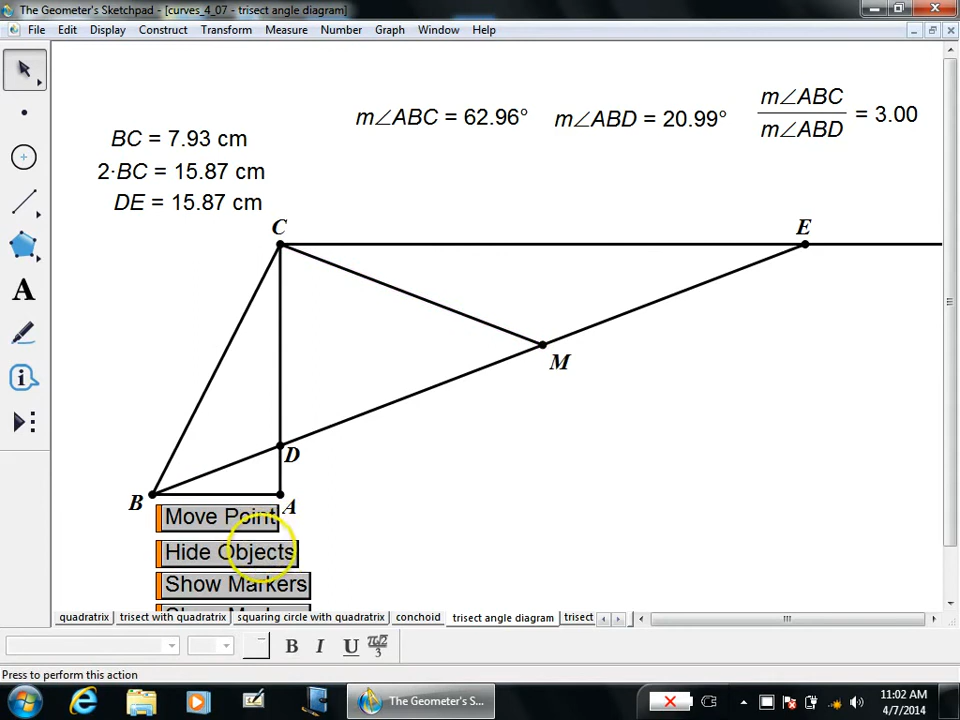 The Geometer's Sketchpad - [curves_4_07 - trisect angle diagram]
File Edit Display Construct Transform Measure Number Graph Window Help
m∠ABC = 62.96° m∠ABD = 20.99° m∠ABC / m∠ABD = 3.00
BC = 7.93 cm
2·BC = 15.87 cm
DE = 15.87 cm
C E
M
D
B A
Move Point
Hide Objects
Show Markers
quadratrix trisect with quadratrix squaring circle with quadratrix conchoid trisect angle diagram trisect
A
B I U π√2/3
Press to perform this action
The Geometer's S...
11:02 AM
4/7/2014